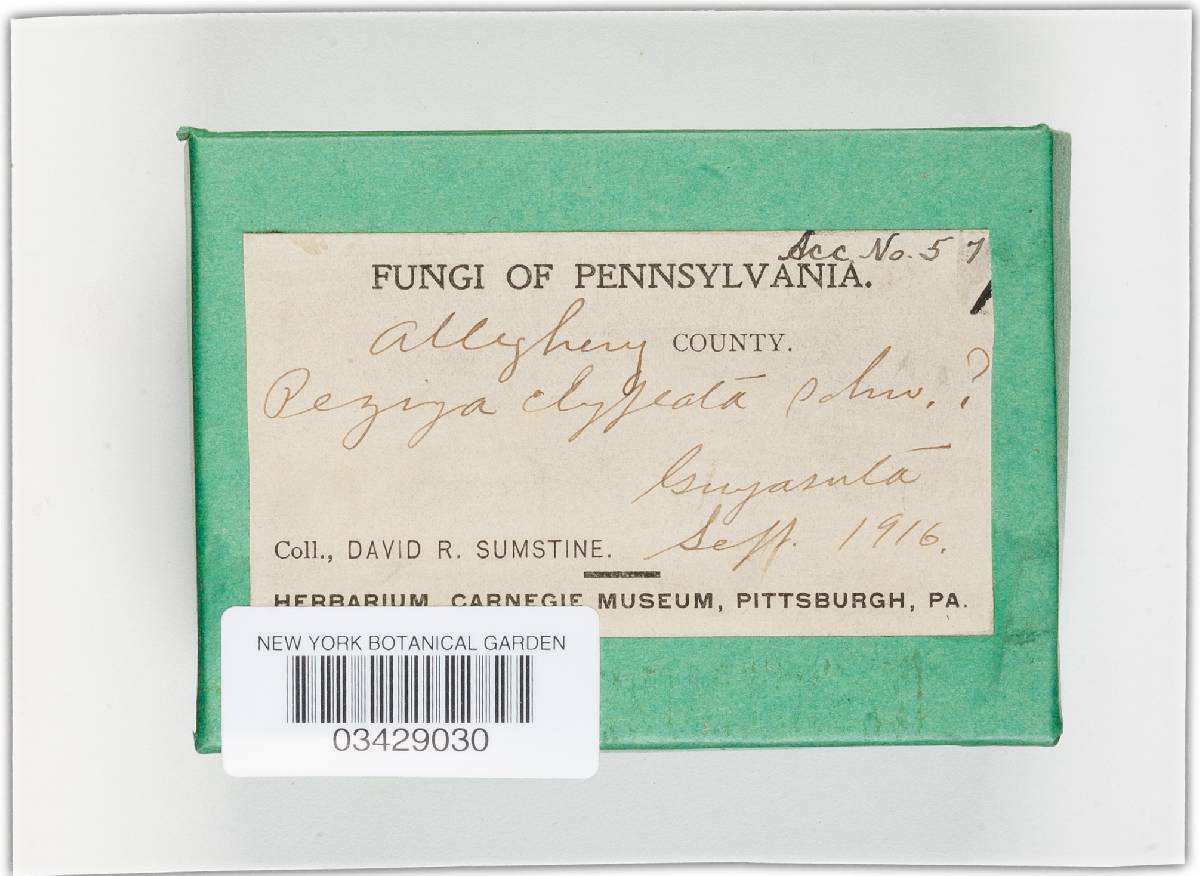 Acc No. 57
FUNGI OF PENNSYLVANIA.
Allegheny COUNTY.
Peziza clypeata Schw. ?
Guyasuta
Coll., DAVID R. SUMSTINE. Sept. 1916.
HERBARIUM, CARNEGIE MUSEUM, PITTSBURGH, PA.
NEW YORK BOTANICAL GARDEN
03429030